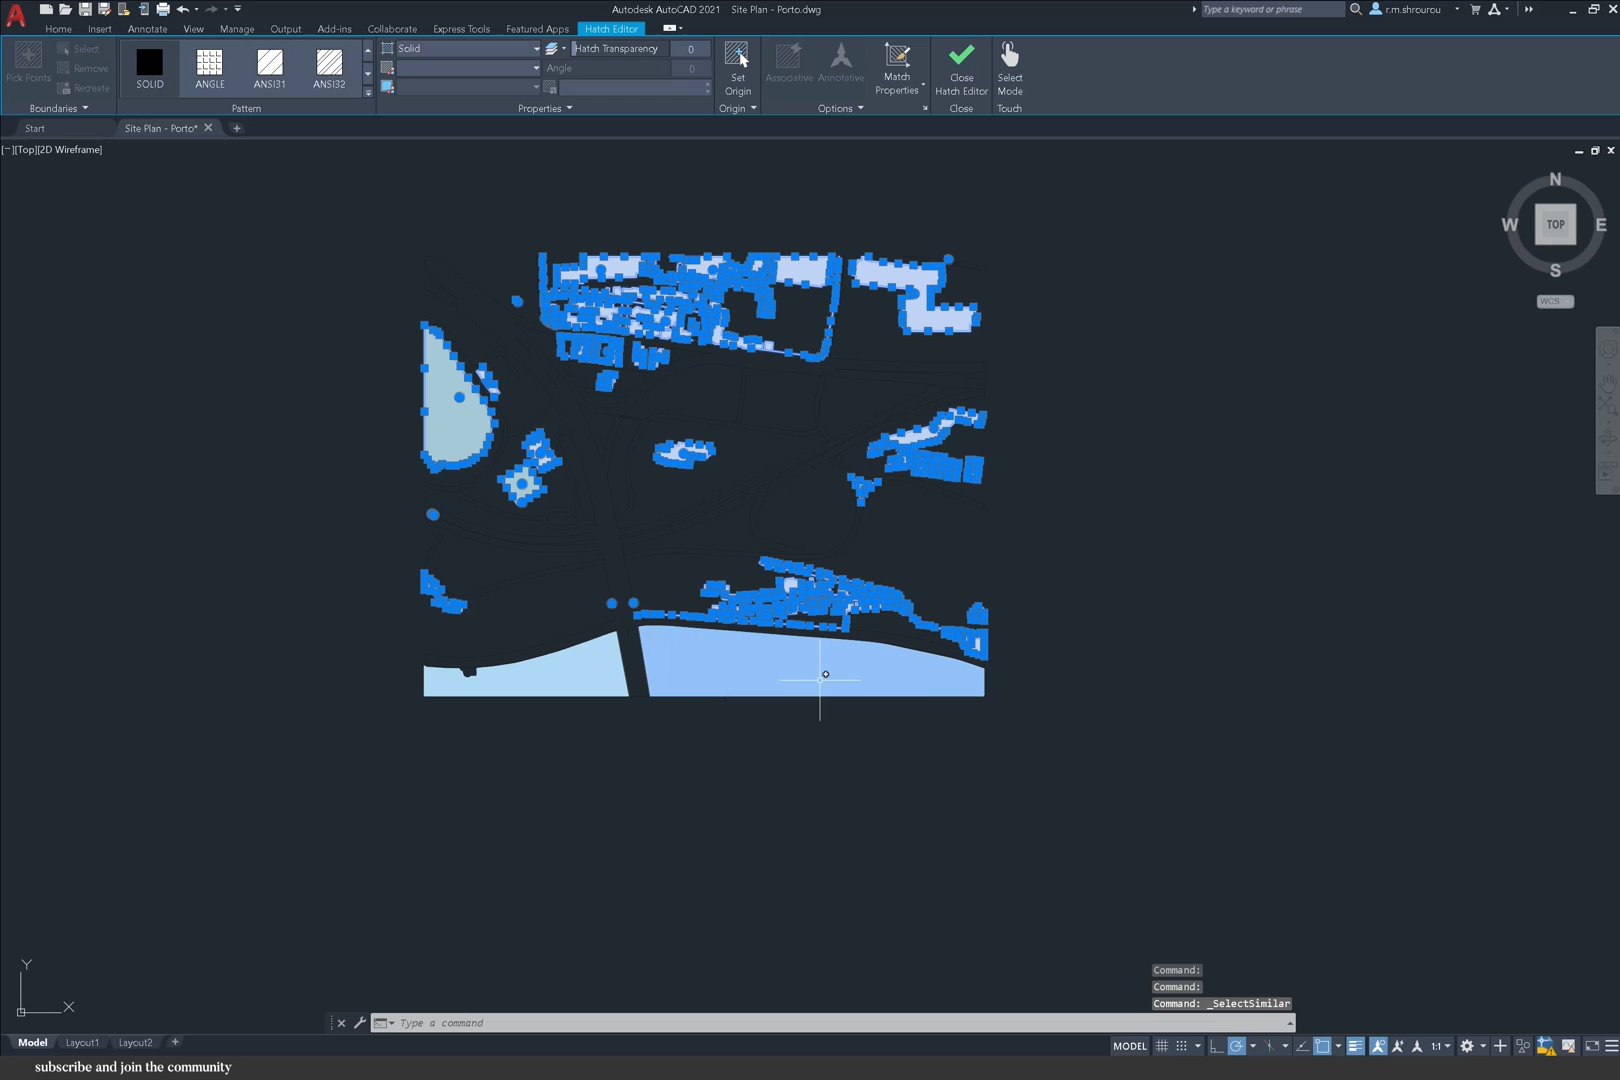 Autodesk AutoCAD 2021 Site Plan - Porto.dwg
Type a keyword or phrase
r.m.shrourou
Home Insert Annotate View Manage Output Add-ins Collaborate Express Tools Featured Apps Hatch Editor
Pick Points
Select
Remove
Recreate
Boundaries
SOLID
ANGLE
ANSI31
ANSI32
Pattern
Solid
Hatch Transparency 0
Angle 0
Properties
Set
Origin
Origin
Associative
Annotative
Match
Properties
Options
Close
Hatch Editor
Close
Select
Mode
Touch
Start
Site Plan - Porto*
[−][Top][2D Wireframe]
N
W
TOP
E
S
WCS
Y
X
Command:
Command:
Command: _SelectSimilar
Type a command
Model Layout1 Layout2
MODEL
1:1
subscribe and join the community